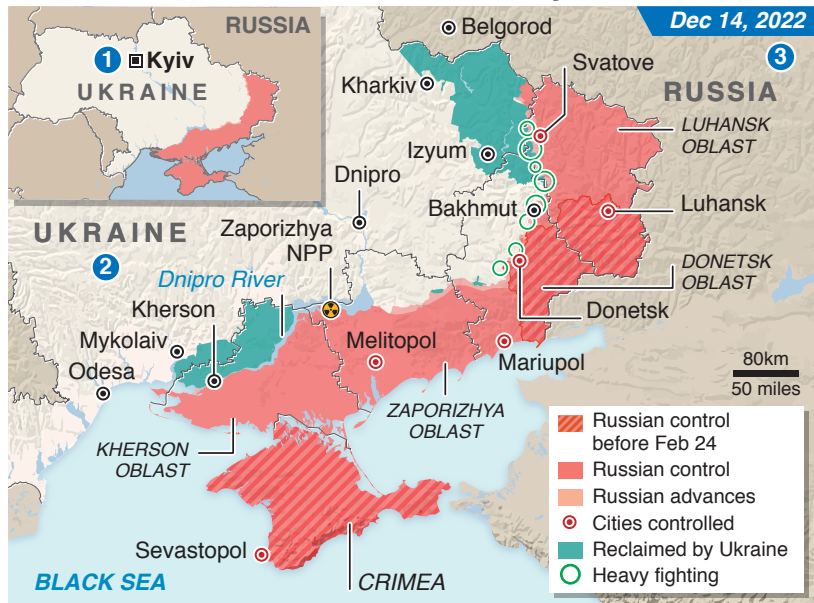 Dec 14, 2022
RUSSIA
1
Kyiv
UKRAINE
Belgorod
3
Svatove
RUSSIA
Kharkiv
LUHANSK
OBLAST
Izyum
Dnipro
Bakhmut
Luhansk
Zaporizhya
NPP
UKRAINE
2
Dnipro River
DONETSK
OBLAST
Kherson
Donetsk
Mykolaiv
Melitopol
Mariupol
Odesa
80km
50 miles
ZAPORIZHYA
OBLAST
KHERSON
OBLAST
Russian control
before Feb 24
Russian control
Russian advances
Cities controlled
Reclaimed by Ukraine
Heavy fighting
Sevastopol
BLACK SEA
CRIMEA